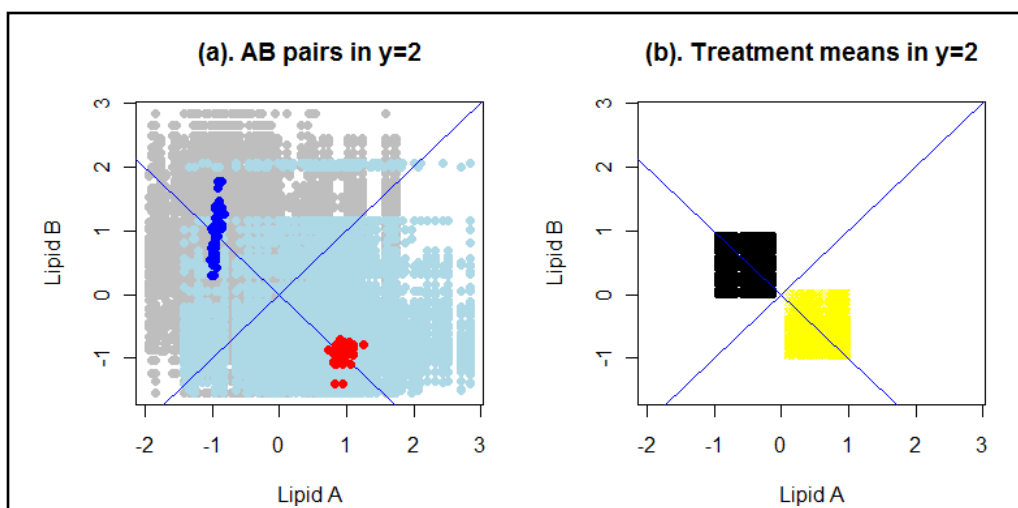 (a). AB pairs in y=2
3
2
1
0
-1
Lipid B
-2 -1 0 1 2 3
Lipid A
(b). Treatment means in y=2
3
2
1
0
-1
Lipid B
-2 -1 0 1 2 3
Lipid A